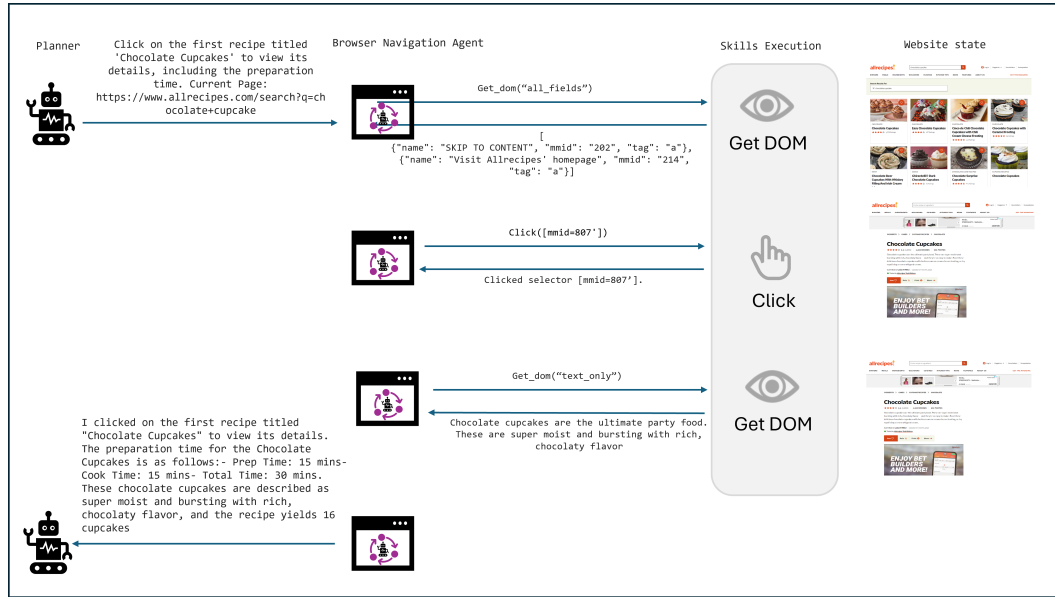 Planner
Click on the first recipe titled
'Chocolate Cupcakes' to view its
details, including the preparation
time. Current Page:
https://www.allrecipes.com/search?q=ch
ocolate+cupcake
Browser Navigation Agent
Skills Execution
Website state
Get_dom(“all_fields”)
[
{"name": "SKIP TO CONTENT", "mmid": "202", "tag": "a"},
{"name": "Visit Allrecipes' homepage", "mmid": "214",
"tag": "a"}]
Get DOM
allrecipes
Chocolate Cupcakes
Click([mmid=807'])
Clicked selector [mmid=807’].
Click
allrecipes
Chocolate Cupcakes
ENJOY BET
BUILDERS
AND MORE!
Get_dom(“text_only”)
Chocolate cupcakes are the ultimate party food.
These are super moist and bursting with rich,
chocolaty flavor
Get DOM
allrecipes
Chocolate Cupcakes
ENJOY BET
BUILDERS
AND MORE!
I clicked on the first recipe titled
"Chocolate Cupcakes" to view its details.
The preparation time for the Chocolate
Cupcakes is as follows:- Prep Time: 15 mins-
Cook Time: 15 mins- Total Time: 30 mins.
These chocolate cupcakes are described as
super moist and bursting with rich,
chocolaty flavor, and the recipe yields 16
cupcakes